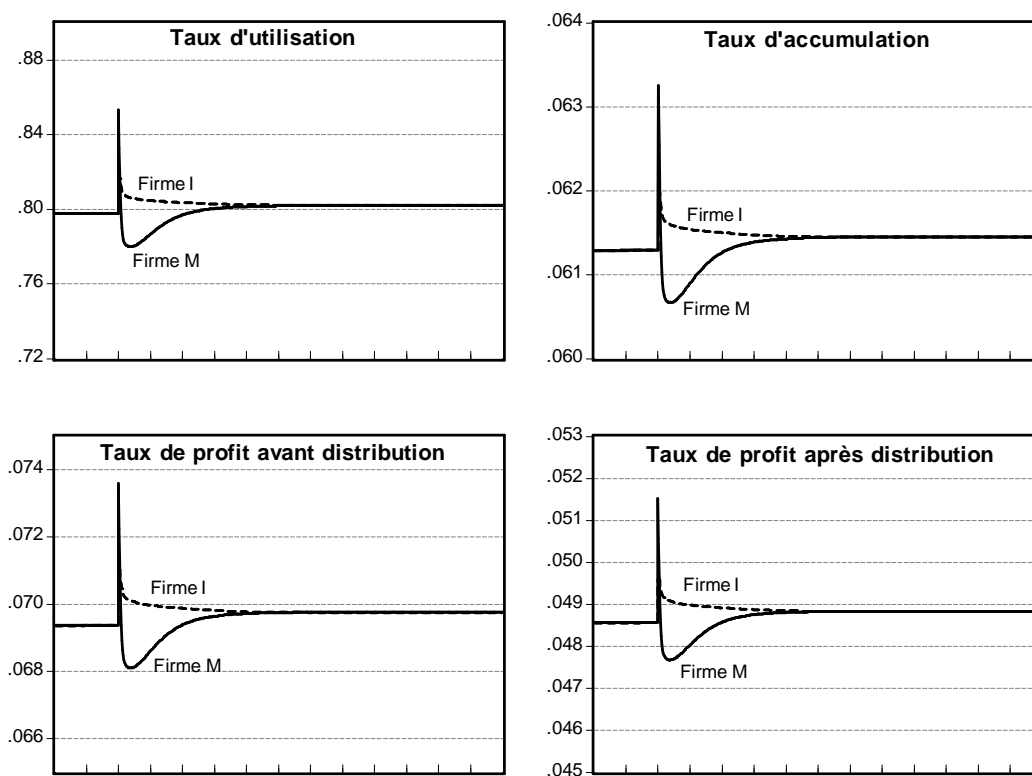 Taux d'utilisation
.88
.84
.80
.76
.72
Firme I
Firme M
Taux d'accumulation
.064
.063
.062
.061
.060
Firme I
Firme M
Taux de profit avant distribution
.074
.072
.070
.068
.066
Firme I
Firme M
Taux de profit après distribution
.053
.052
.051
.050
.049
.048
.047
.046
.045
Firme I
Firme M